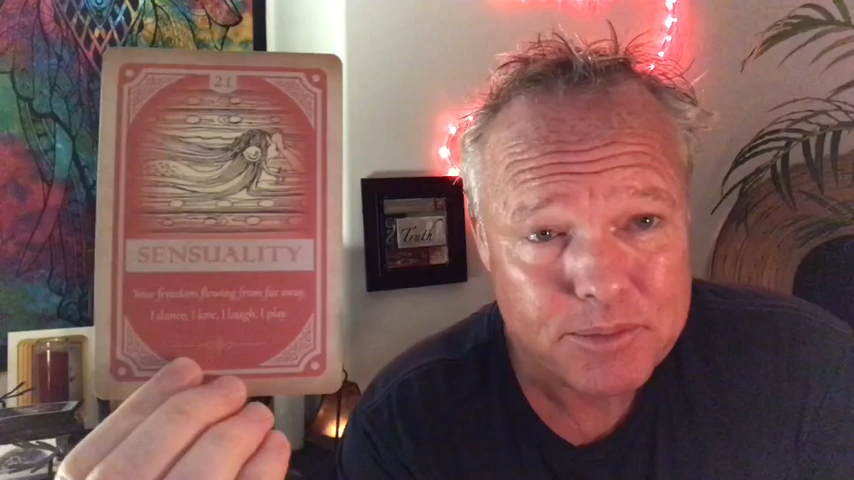 21
SENSUALITY
Your freedom flowing from far away.
I dance, I love, I laugh, I play.
Truth